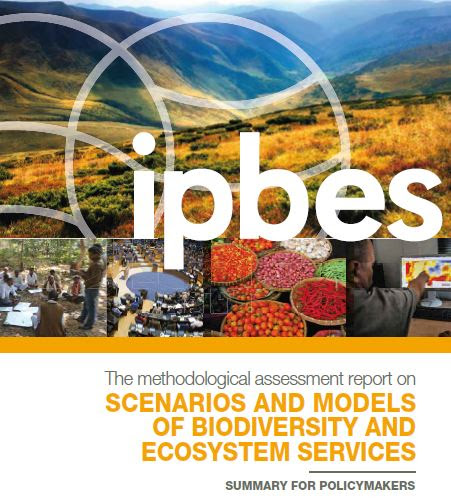 ipbes
The methodological assessment report on
SCENARIOS AND MODELS
OF BIODIVERSITY AND
ECOSYSTEM SERVICES
SUMMARY FOR POLICYMAKERS